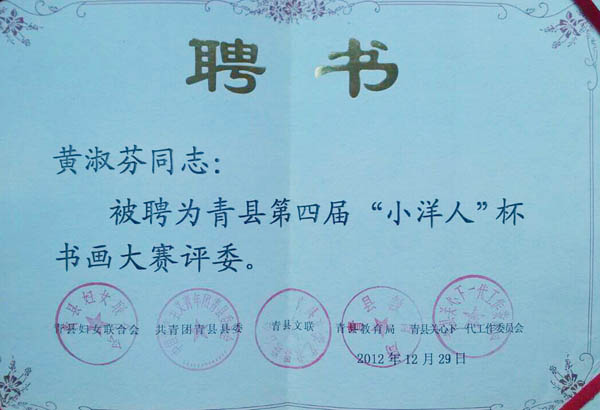 聘书
黄淑芬同志：
被聘为青县第四届“小洋人”杯
书画大赛评委。
青县妇女联合会 共青团青县县委 青县文联 青县教育局 青县关心下一代工作委员会
2012年12月29日